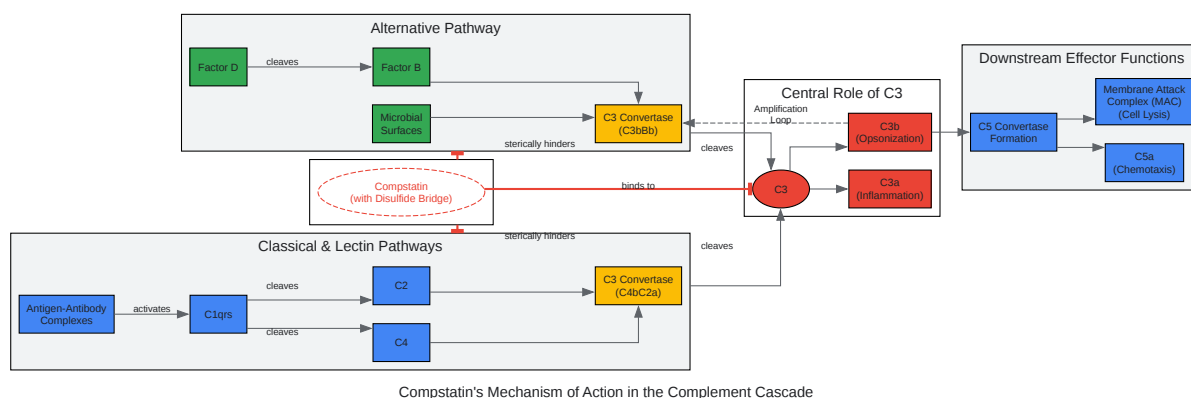 Alternative Pathway
Factor D
cleaves
Factor B
Microbial
Surfaces
C3 Convertase
(C3bBb)
sterically hinders
cleaves
Compstatin
(with Disulfide Bridge)
binds to
Central Role of C3
Amplification
Loop
C3b
(Opsonization)
C3
C3a
(Inflammation)
Downstream Effector Functions
C5 Convertase
Formation
Membrane Attack
Complex (MAC)
(Cell Lysis)
C5a
(Chemotaxis)
Classical & Lectin Pathways
sterically hinders
cleaves
Antigen-Antibody
Complexes
activates
C1qrs
cleaves
cleaves
C2
C4
C3 Convertase
(C4bC2a)
Compstatin's Mechanism of Action in the Complement Cascade